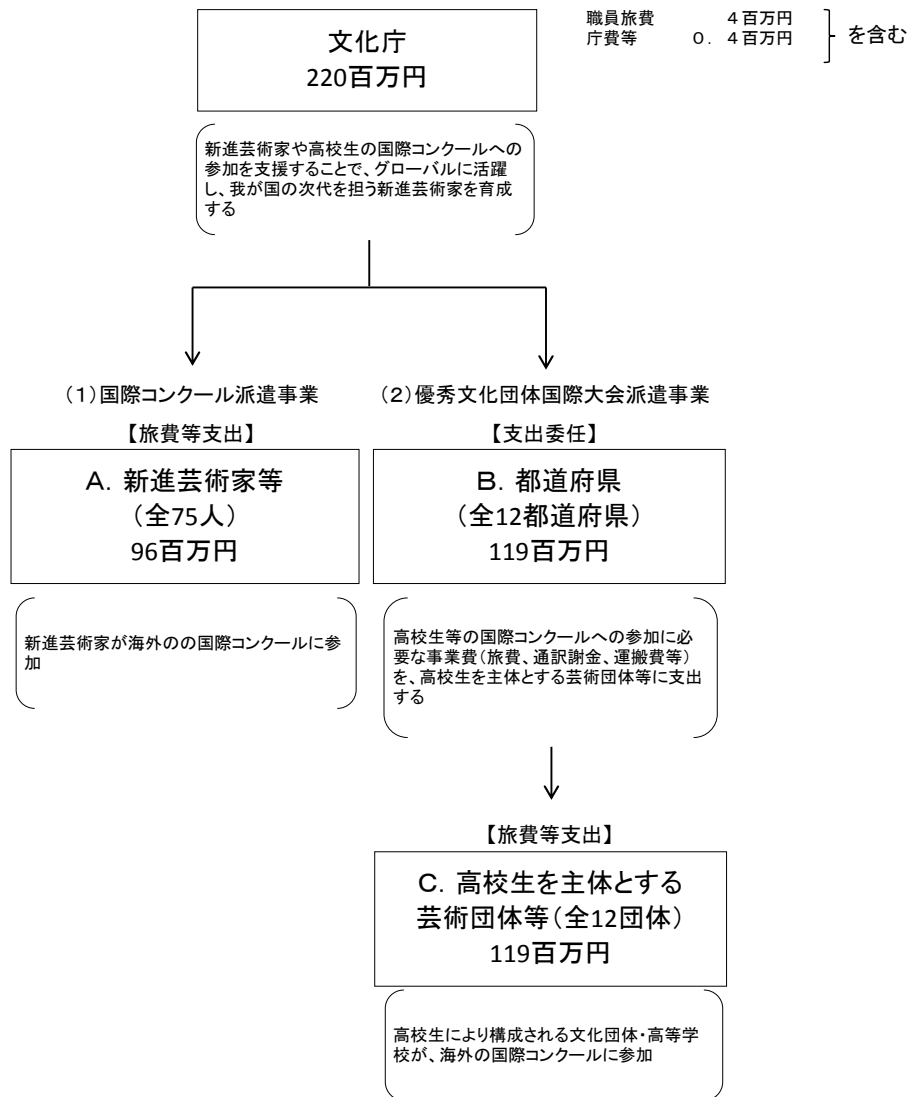 文化庁
220百万円
職員旅費 4百万円
庁費等 0．4百万円
を含む
新進芸術家や高校生の国際コンクールへの
参加を支援することで、グローバルに活躍
し、我が国の次代を担う新進芸術家を育成
する
（1）国際コンクール派遣事業
【旅費等支出】
A．新進芸術家等
（全75人）
96百万円
新進芸術家が海外のの国際コンクールに参
加
（2）優秀文化団体国際大会派遣事業
【支出委任】
B．都道府県
（全12都道府県）
119百万円
高校生等の国際コンクールへの参加に必
要な事業費（旅費、通訳謝金、運搬費等）
を、高校生を主体とする芸術団体等に支出
する
【旅費等支出】
C．高校生を主体とする
芸術団体等（全12団体）
119百万円
高校生により構成される文化団体・高等学
校が、海外の国際コンクールに参加